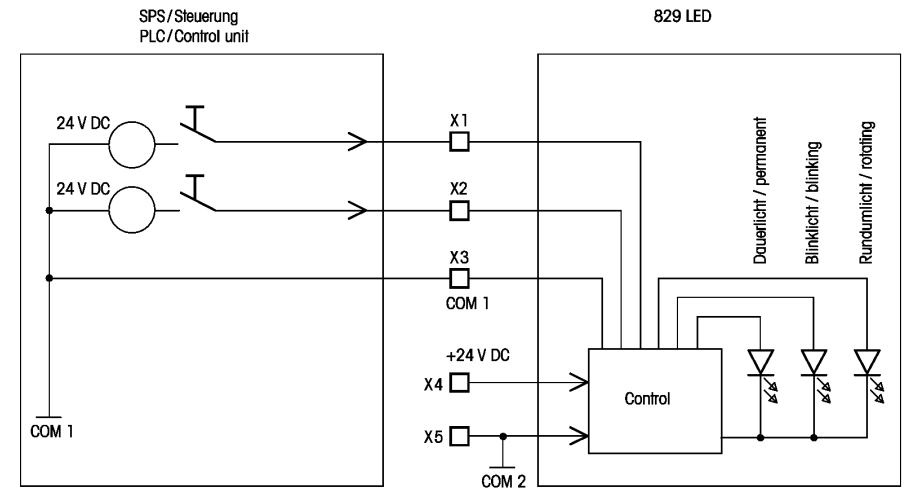 SPS/Steuerung
PLC/Control unit
829 LED
24 V DC
X1
24 V DC
X2
X3
COM 1
+24 V DC
X4
X5
COM 2
COM 1
Control
Dauerlicht / permanent
Blinklicht / blinking
Rundumlicht / rotating